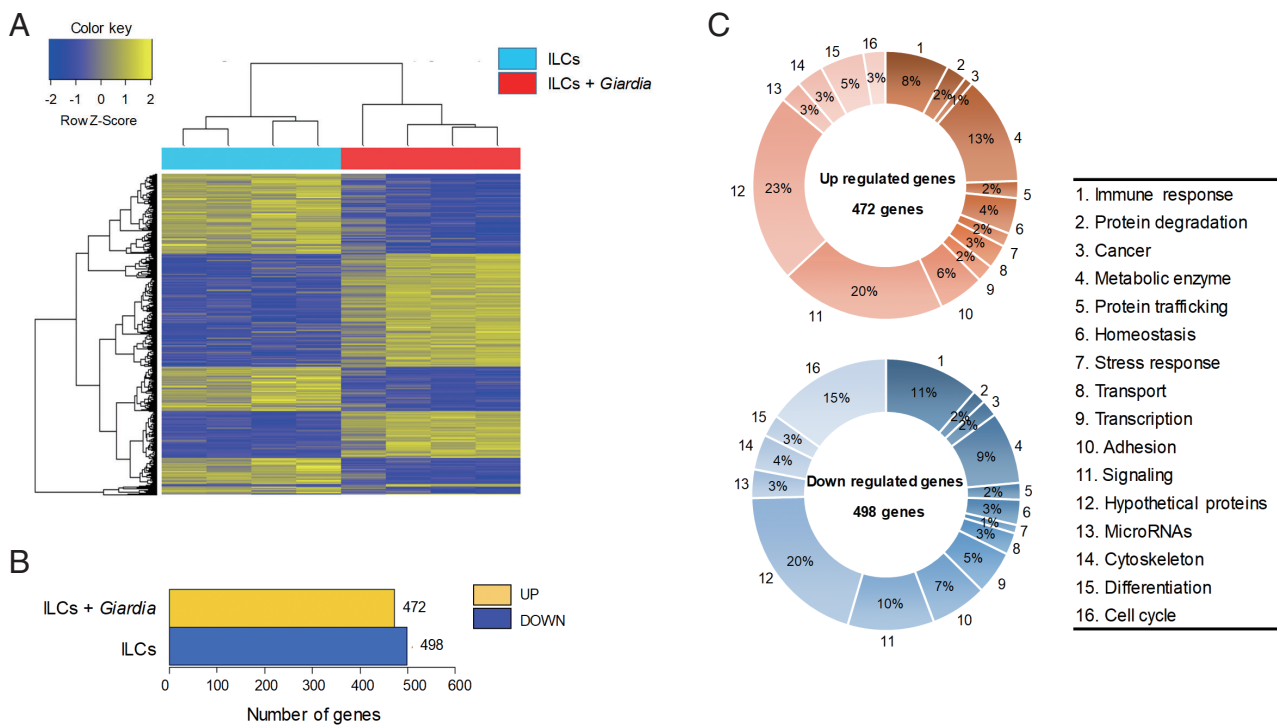 A
Color key
-2 -1 0 1 2
Row Z-Score
ILCs
ILCs + Giardia
B
ILCs + Giardia
ILCs
472
498
UP
DOWN
0 100 200 300 400 500 600
Number of genes
C
1
2
3
4
5
6
7
8
9
10
11
12
13
14
15
16
8%
2%
1%
13%
2%
4%
2%
3%
2%
6%
20%
23%
3%
3%
5%
3%
Up regulated genes
472 genes
1
2
3
4
5
6
7
8
9
10
11
12
13
14
15
16
11%
2%
2%
9%
2%
3%
1%
3%
5%
7%
10%
20%
3%
4%
3%
15%
Down regulated genes
498 genes
1. Immune response
2. Protein degradation
3. Cancer
4. Metabolic enzyme
5. Protein trafficking
6. Homeostasis
7. Stress response
8. Transport
9. Transcription
10. Adhesion
11. Signaling
12. Hypothetical proteins
13. MicroRNAs
14. Cytoskeleton
15. Differentiation
16. Cell cycle